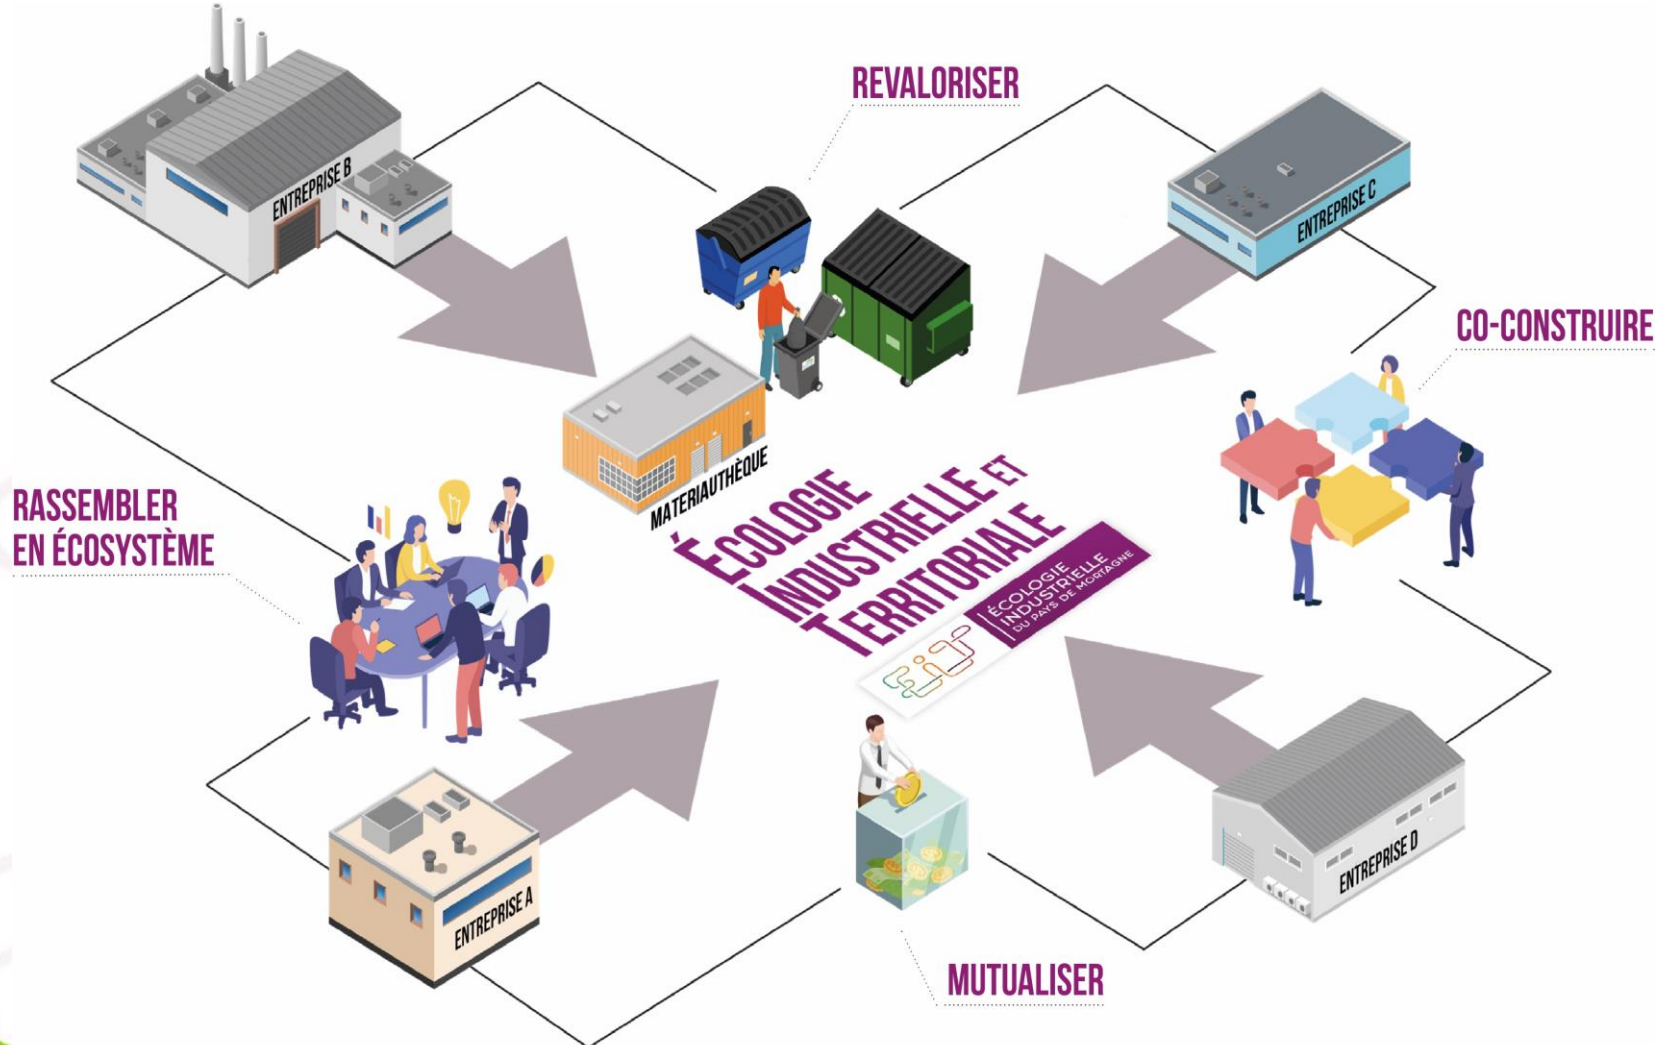 REVALORISER
ENTREPRISE B
ENTREPRISE C
CO-CONSTRUIRE
MATERIAUTHÈQUE
RASSEMBLER
EN ÉCOSYSTÈME
ÉCOLOGIE
INDUSTRIELLE ET
TERRITORIALE
EiT
ÉCOLOGIE
INDUSTRIELLE
DU PAYS DE MORTAGNE
ENTREPRISE A
ENTREPRISE D
MUTUALISER